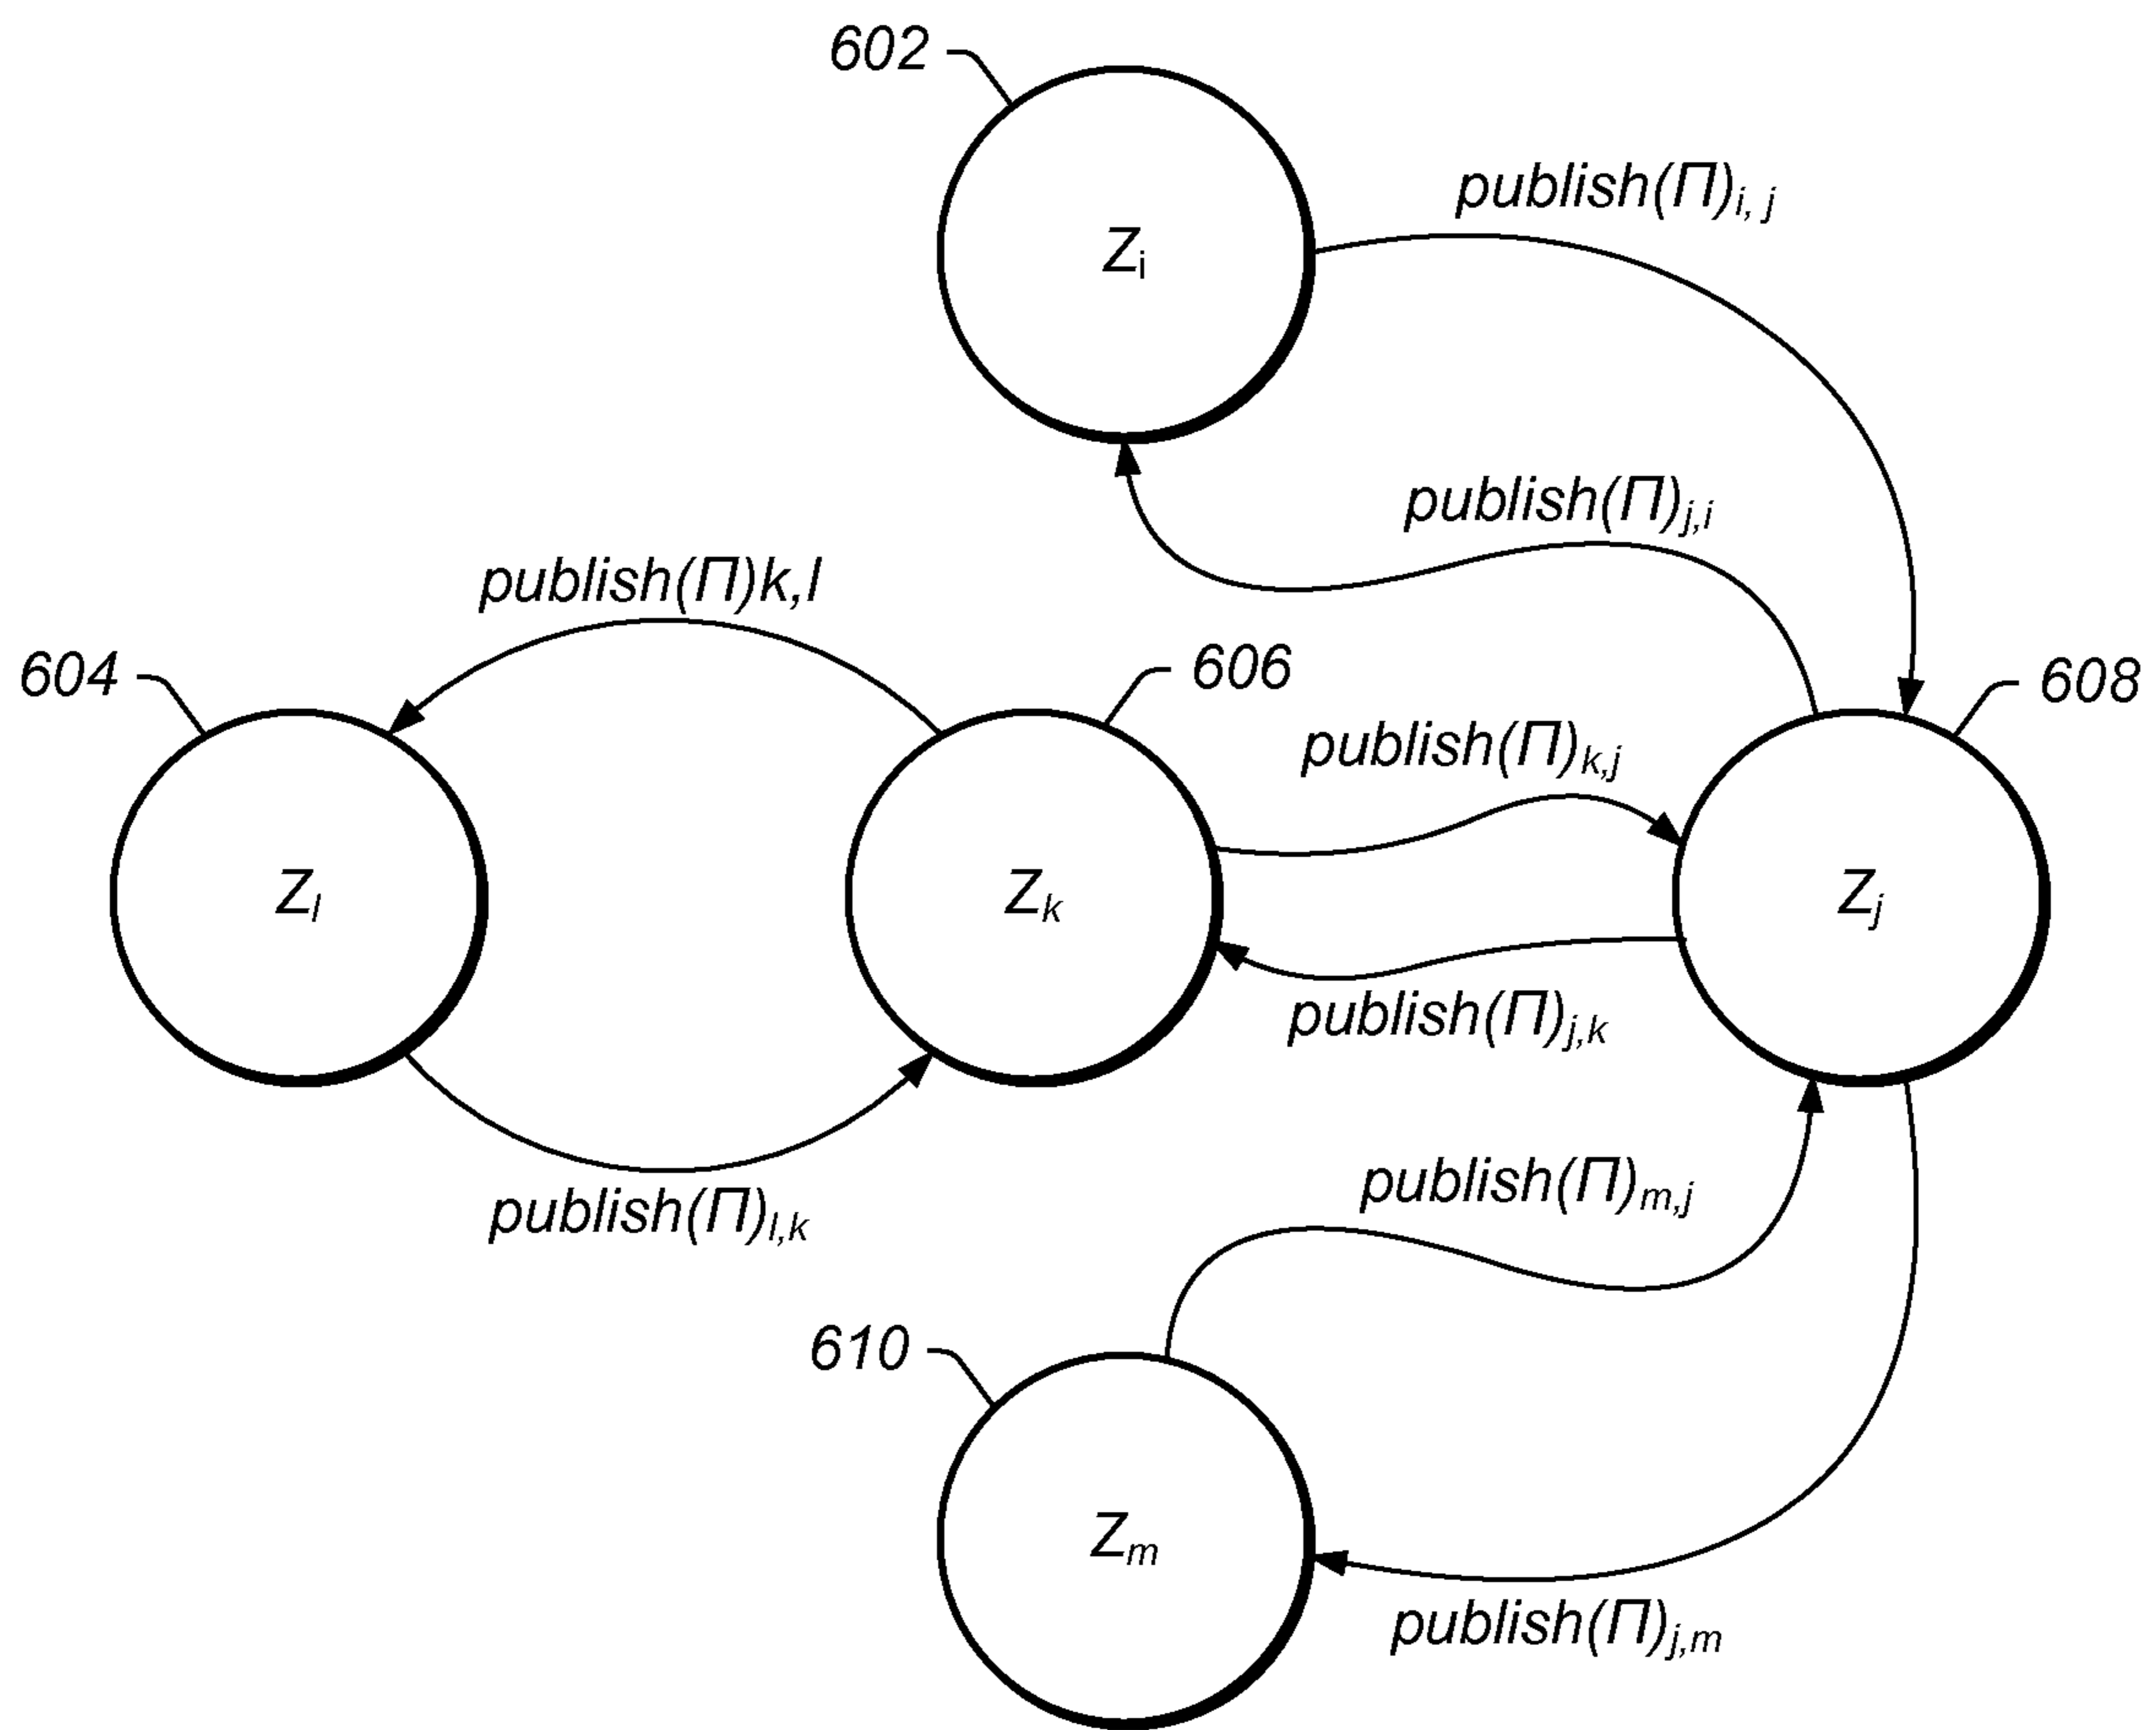 602
publish(Π)i, j
Zi
publish(Π)j,i
publish(Π)k,l
604
606
608
publish(Π)k,j
Zl
Zk
Zj
publish(Π)j,k
publish(Π)m,j
publish(Π)l,k
610
Zm
publish(Π)j,m